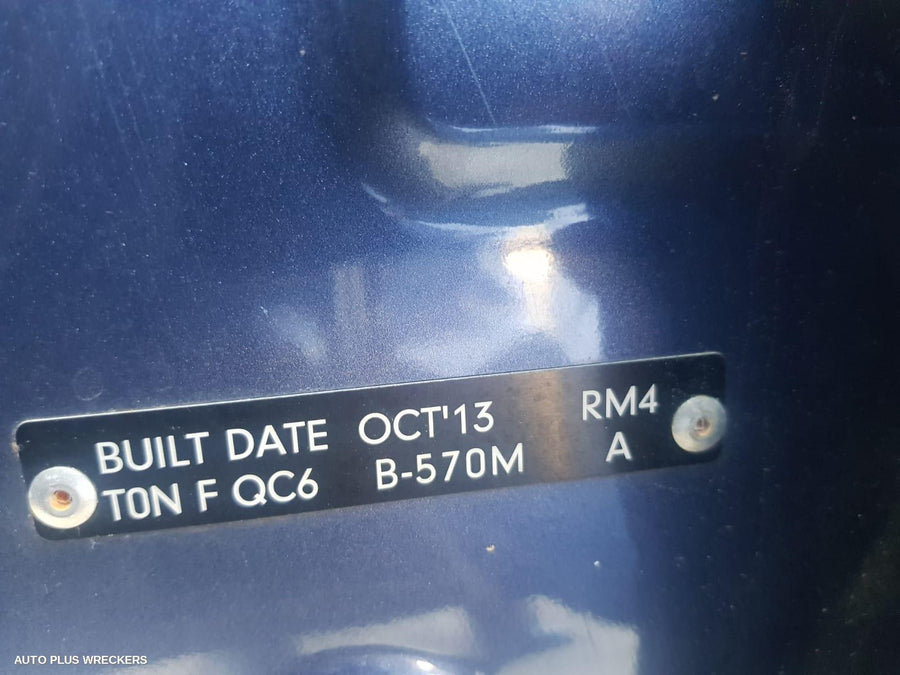 BUILT DATE OCT'13 RM4
T0N F QC6 B-570M A
AUTO PLUS WRECKERS